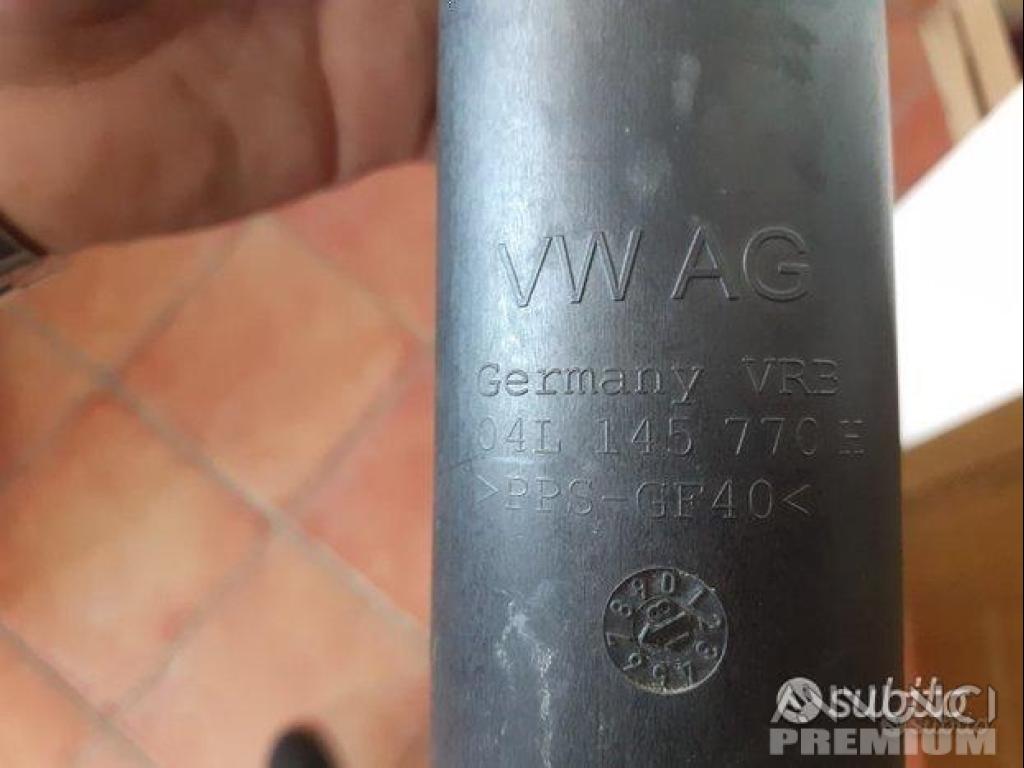 VW AG
Germany VRB
04L 145 770 H
>PPS-GF40<
subito
PREMIUM